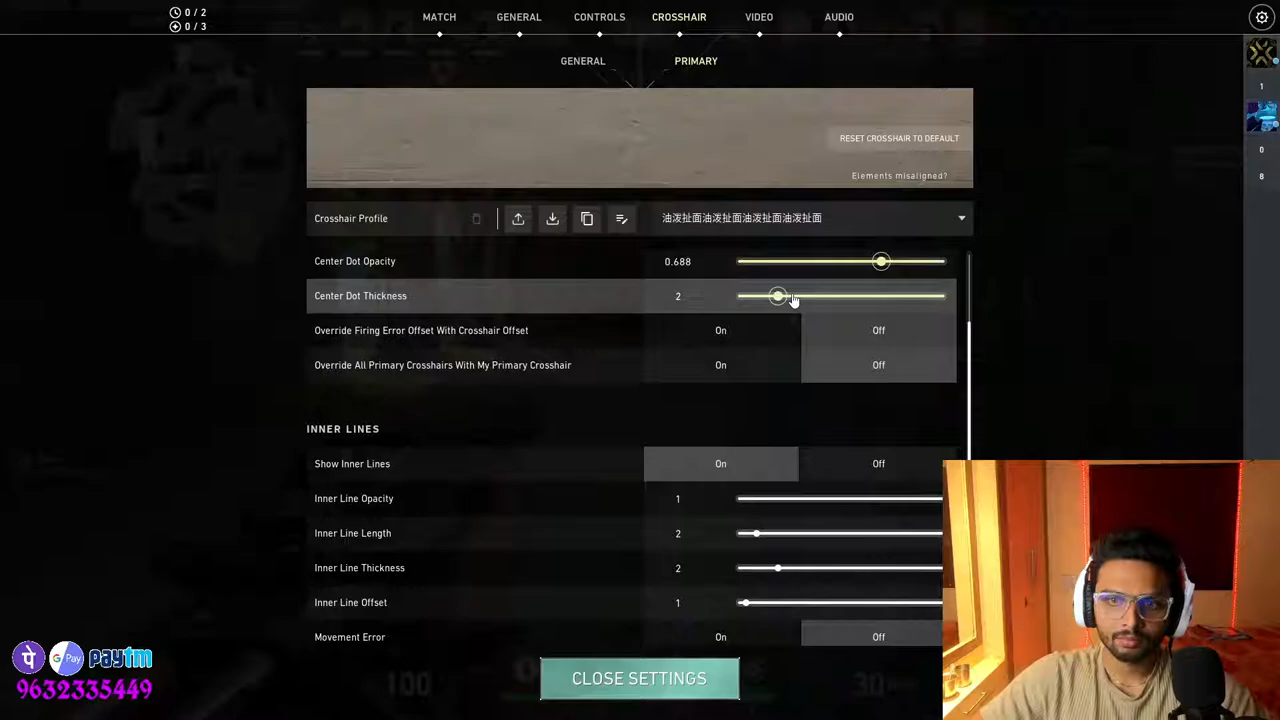 0 / 2
0 / 3
MATCH
GENERAL
CONTROLS
CROSSHAIR
VIDEO
AUDIO
GENERAL
PRIMARY
RESET CROSSHAIR TO DEFAULT
Elements misaligned?
Crosshair Profile
油泼扯面油泼扯面油泼扯面油泼扯面
Center Dot Opacity 0.688
Center Dot Thickness 2
Override Firing Error Offset With Crosshair Offset On Off
Override All Primary Crosshairs With My Primary Crosshair On Off
INNER LINES
Show Inner Lines On Off
Inner Line Opacity 1
Inner Line Length 2
Inner Line Thickness 2
Inner Line Offset 1
Movement Error On Off
CLOSE SETTINGS
100
30
1
0
8
पे G Pay paytm
9632335449